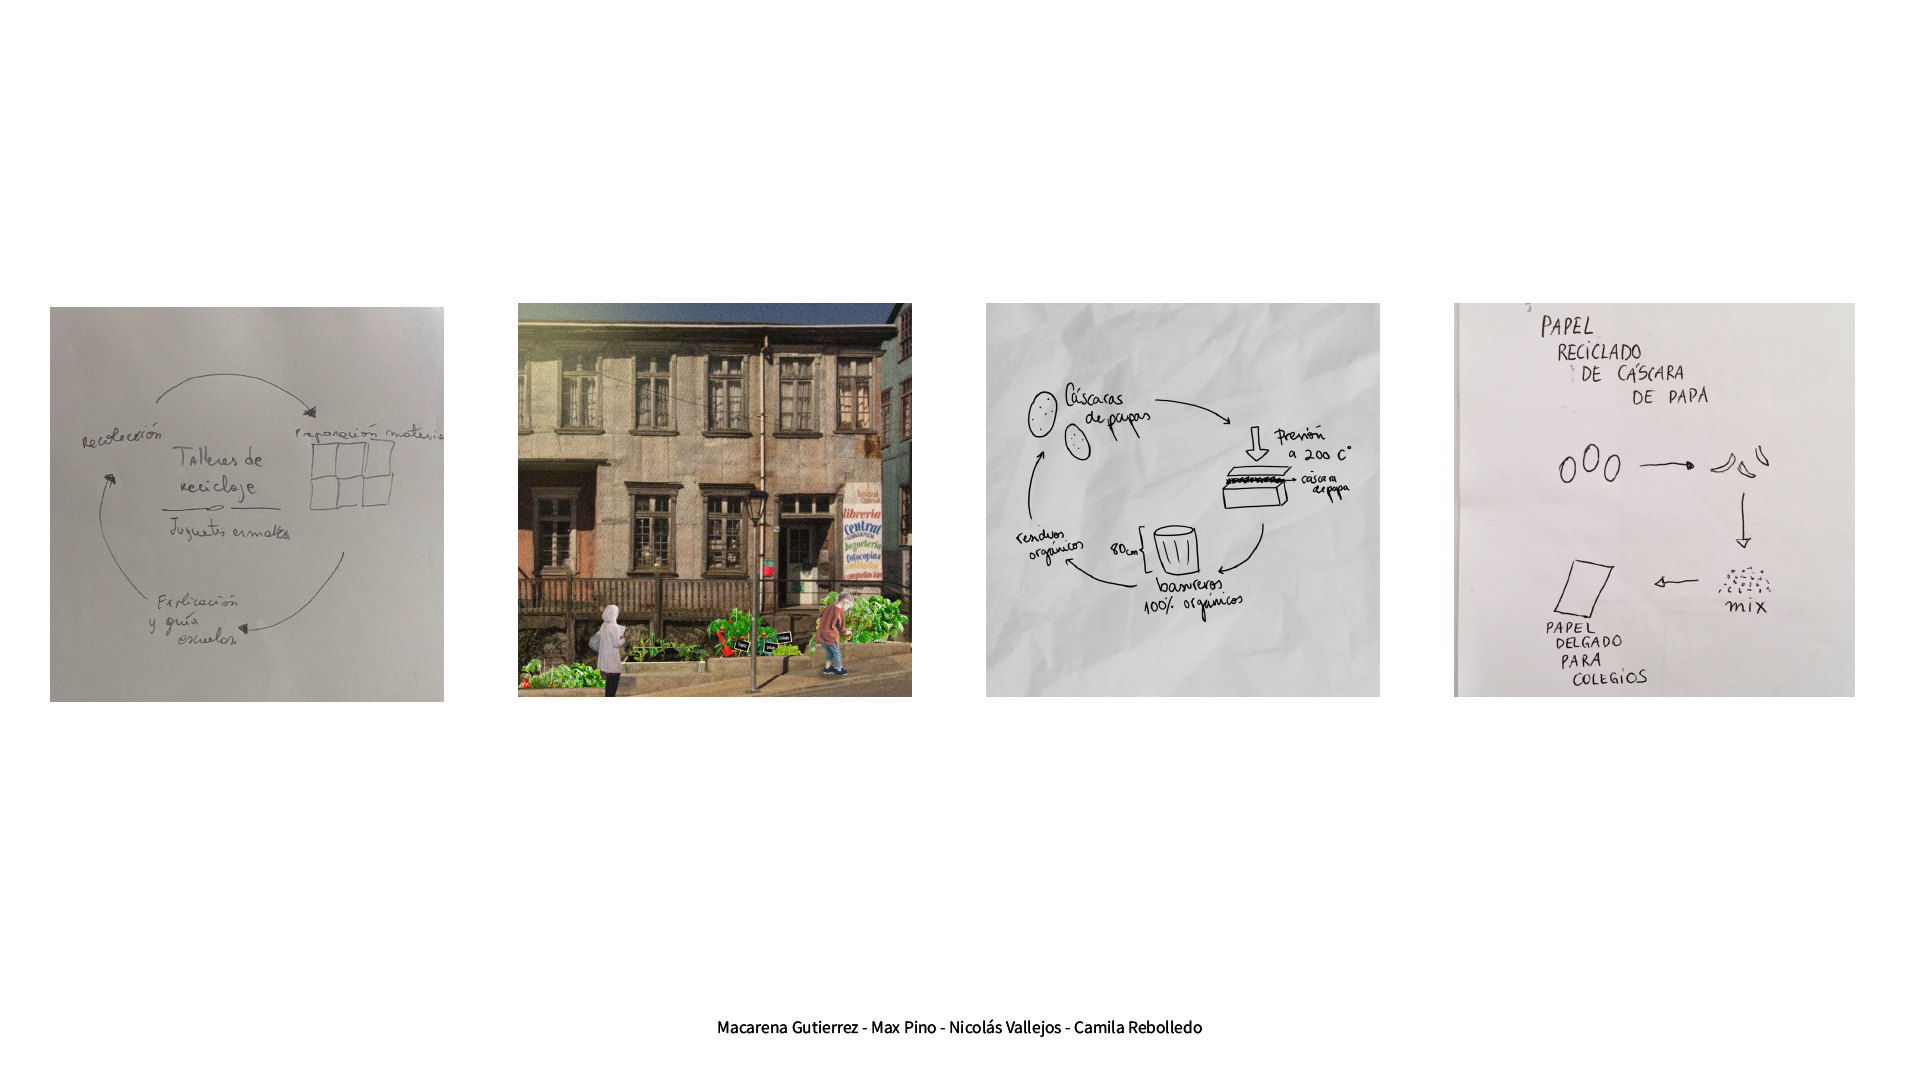 Recolección
Preparación materia
Talleres de
reciclaje
Juguetes
Explicación
y guía
escuelas
librería
Central
Juguetería
fotocopias
computación
Cáscaras
de papas
Presión
a 200 C°
cáscara
de papa
residuos
orgánicos
80cm
basureros
100% orgánicos
PAPEL
RECICLADO
DE CÁSCARA
DE PAPA
mix
PAPEL
DELGADO
PARA
COLEGIOS
Macarena Gutierrez - Max Pino - Nicolás Vallejos - Camila Rebolledo